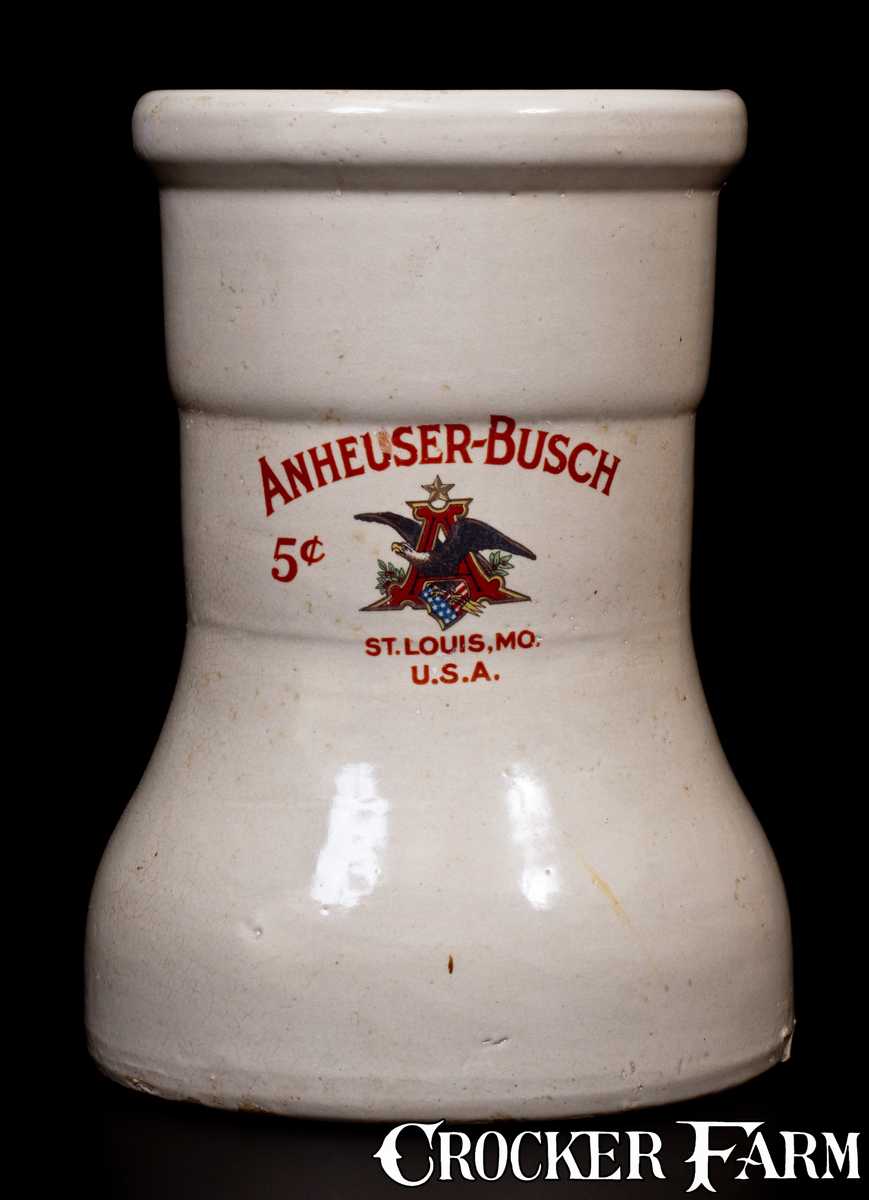 ANHEUSER-BUSCH
5¢
A
ST. LOUIS, MO.
U.S.A.
CROCKER FARM